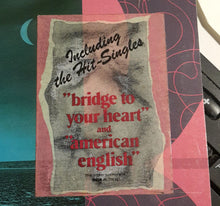 Including
the Hit-Singles
"bridge to
your heart"
and
"american
english"